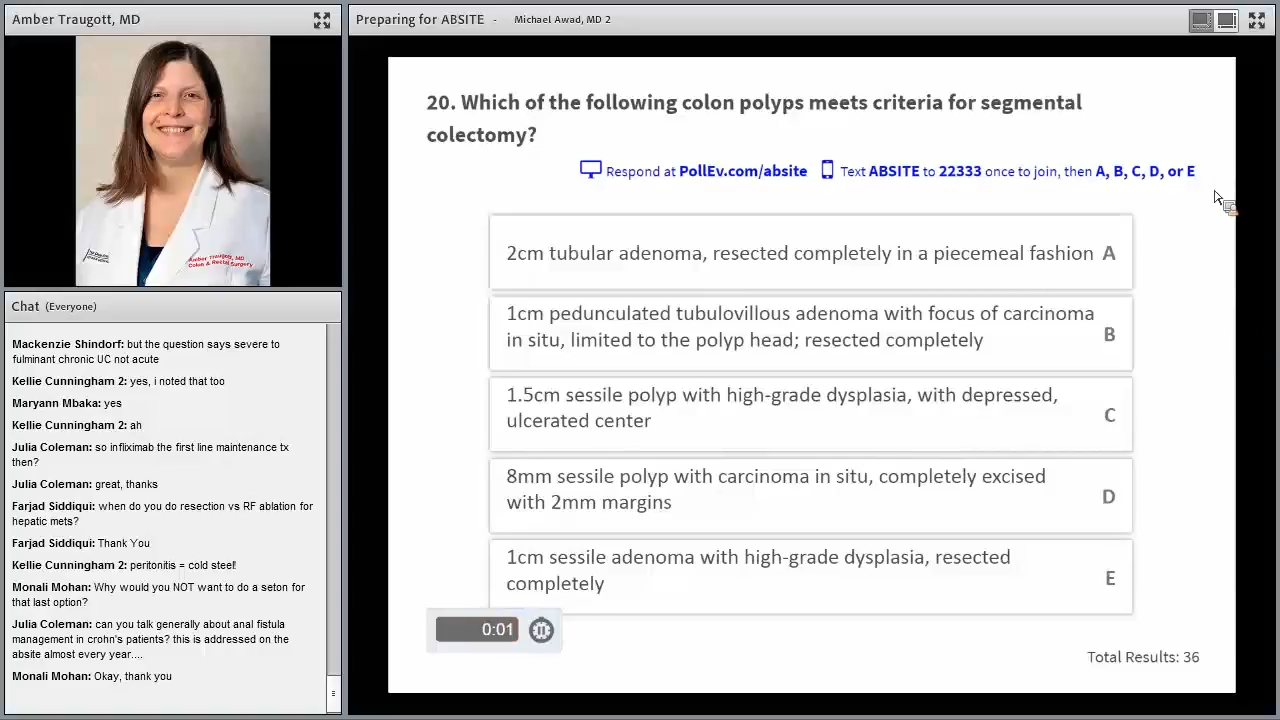 Amber Traugott, MD
Amber Traugott, MD
Colon & Rectal Surgery
Chat (Everyone)
Mackenzie Shindorf: but the question says severe to
fulminant chronic UC not acute
Kellie Cunningham 2: yes, i noted that too
Maryann Mbaka: yes
Kellie Cunningham 2: ah
Julia Coleman: so infliximab the first line maintenance tx
then?
Julia Coleman: great, thanks
Farjad Siddiqui: when do you do resection vs RF ablation for
hepatic mets?
Farjad Siddiqui: Thank You
Kellie Cunningham 2: peritonitis = cold steel!
Monali Mohan: Why would you NOT want to do a seton for
that last option?
Julia Coleman: can you talk generally about anal fistula
management in crohn's patients? this is addressed on the
absite almost every year....
Monali Mohan: Okay, thank you
Preparing for ABSITE - Michael Awad, MD 2
20. Which of the following colon polyps meets criteria for segmental
colectomy?
Respond at PollEv.com/absite Text ABSITE to 22333 once to join, then A, B, C, D, or E
2cm tubular adenoma, resected completely in a piecemeal fashion A
1cm pedunculated tubulovillous adenoma with focus of carcinoma
in situ, limited to the polyp head; resected completely
B
1.5cm sessile polyp with high-grade dysplasia, with depressed,
ulcerated center
C
8mm sessile polyp with carcinoma in situ, completely excised
with 2mm margins
D
1cm sessile adenoma with high-grade dysplasia, resected
completely
E
0:01
Total Results: 36